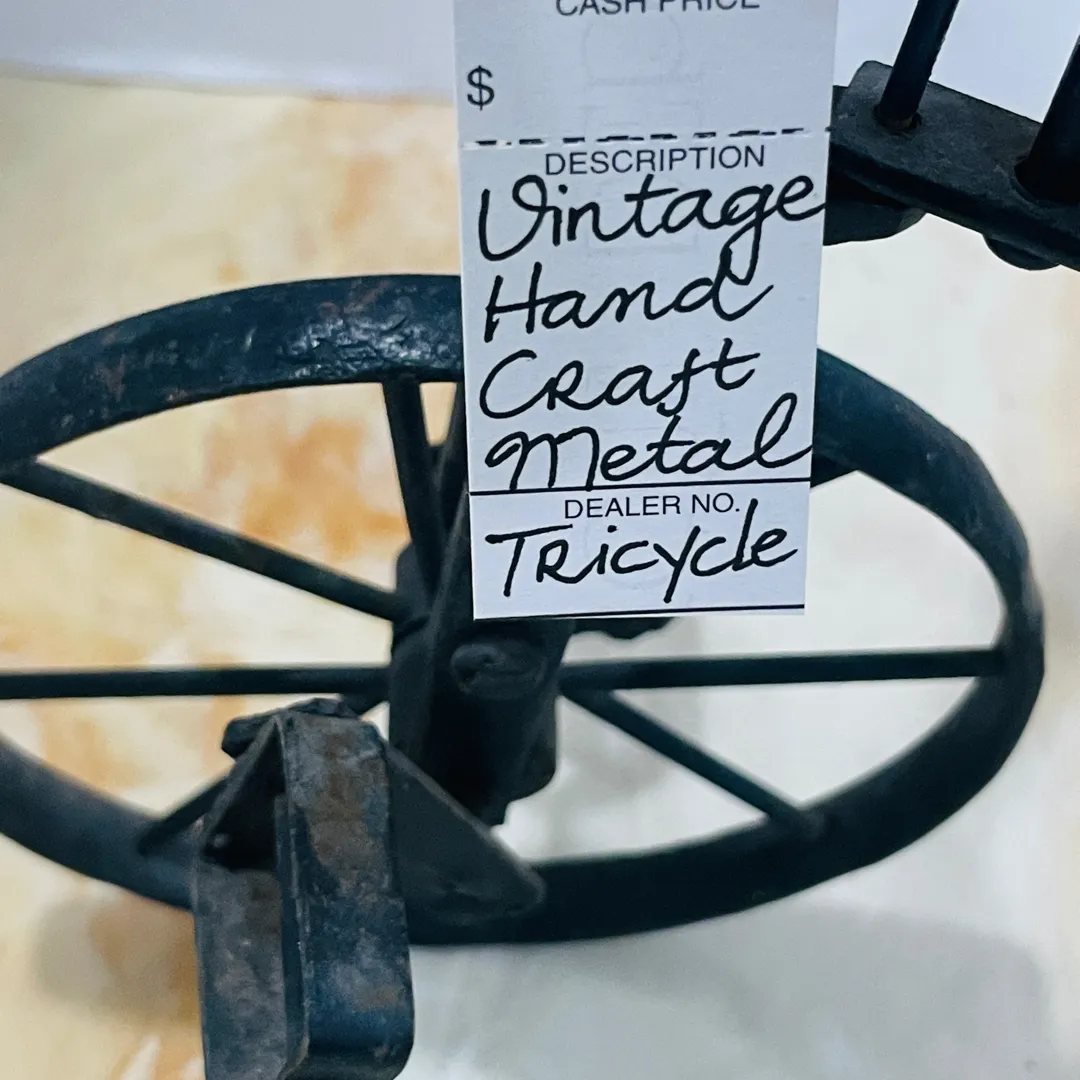 CASH PRICE
$
DESCRIPTION
Vintage
Hand
Craft
Metal
DEALER NO.
Tricycle